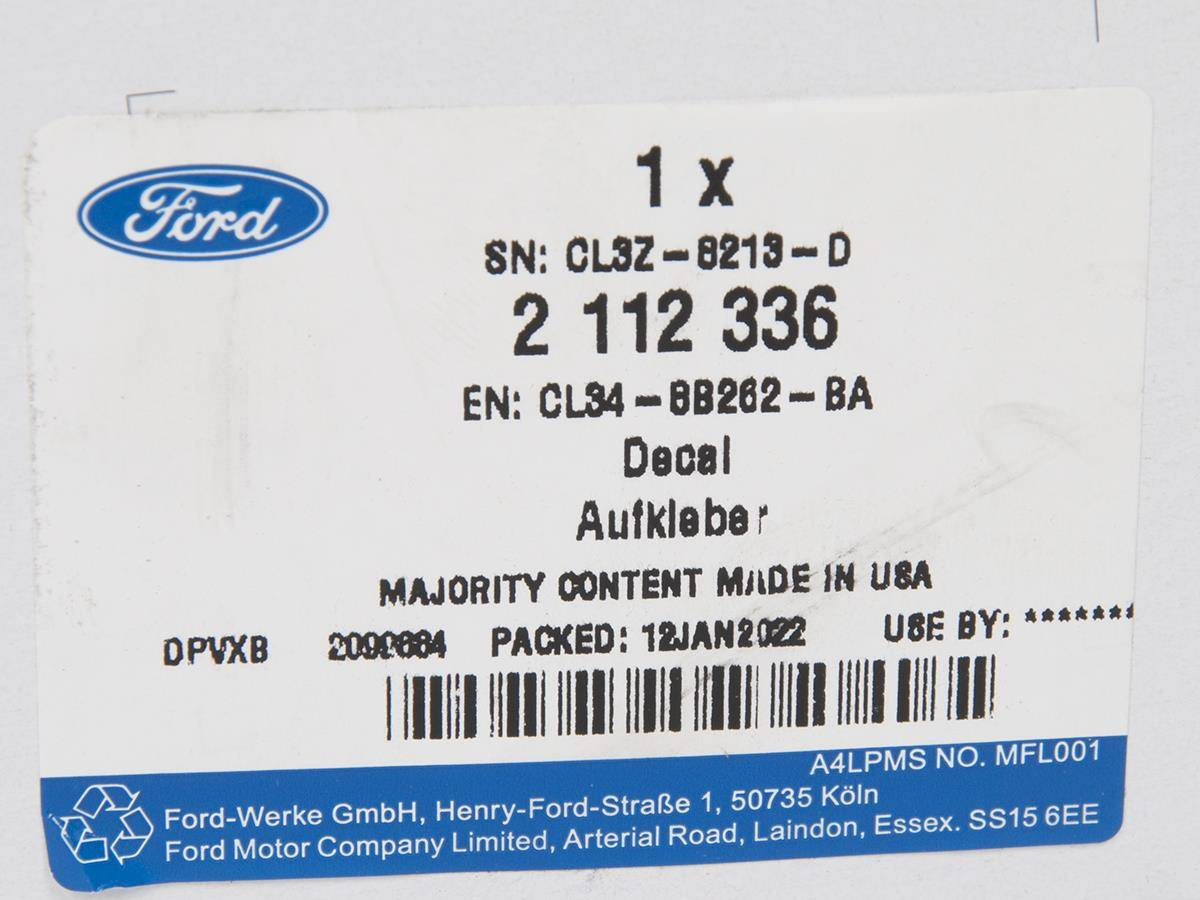 Ford
1 x
SN: CL3Z-8213-D
2 112 336
EN: CL34-8B262-BA
Decal
Aufkleber
MAJORITY CONTENT MADE IN USA
DPVXB PACKED: 12JAN2022 USE BY: *******
A4LPMS NO. MFL001
Ford-Werke GmbH, Henry-Ford-Straße 1, 50735 Köln
Ford Motor Company Limited, Arterial Road, Laindon, Essex. SS15 6EE